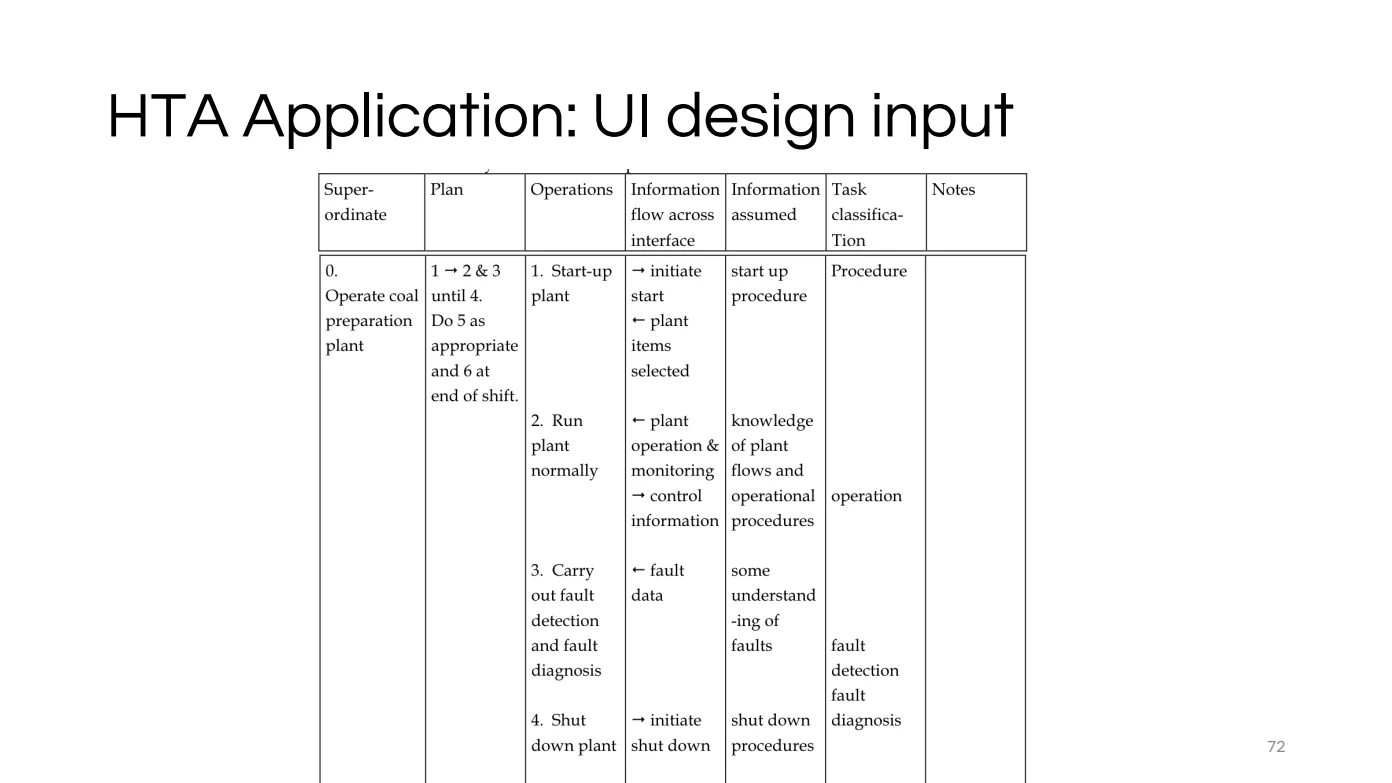 HTA Application: UI design input
Super-
ordinate
Plan
Operations
Information
flow across
interface
Information
assumed
Task
classifica-
Tion
Notes
0.
Operate coal
preparation
plant
1 → 2 & 3
until 4.
Do 5 as
appropriate
and 6 at
end of shift.
1. Start-up
plant
→ initiate
start
← plant
items
selected
start up
procedure
Procedure
2. Run
plant
normally
← plant
operation &
monitoring
→ control
information
knowledge
of plant
flows and
operational
procedures
operation
3. Carry
out fault
detection
and fault
diagnosis
← fault
data
some
understand
-ing of
faults
fault
detection
fault
diagnosis
4. Shut
down plant
→ initiate
shut down
shut down
procedures
72